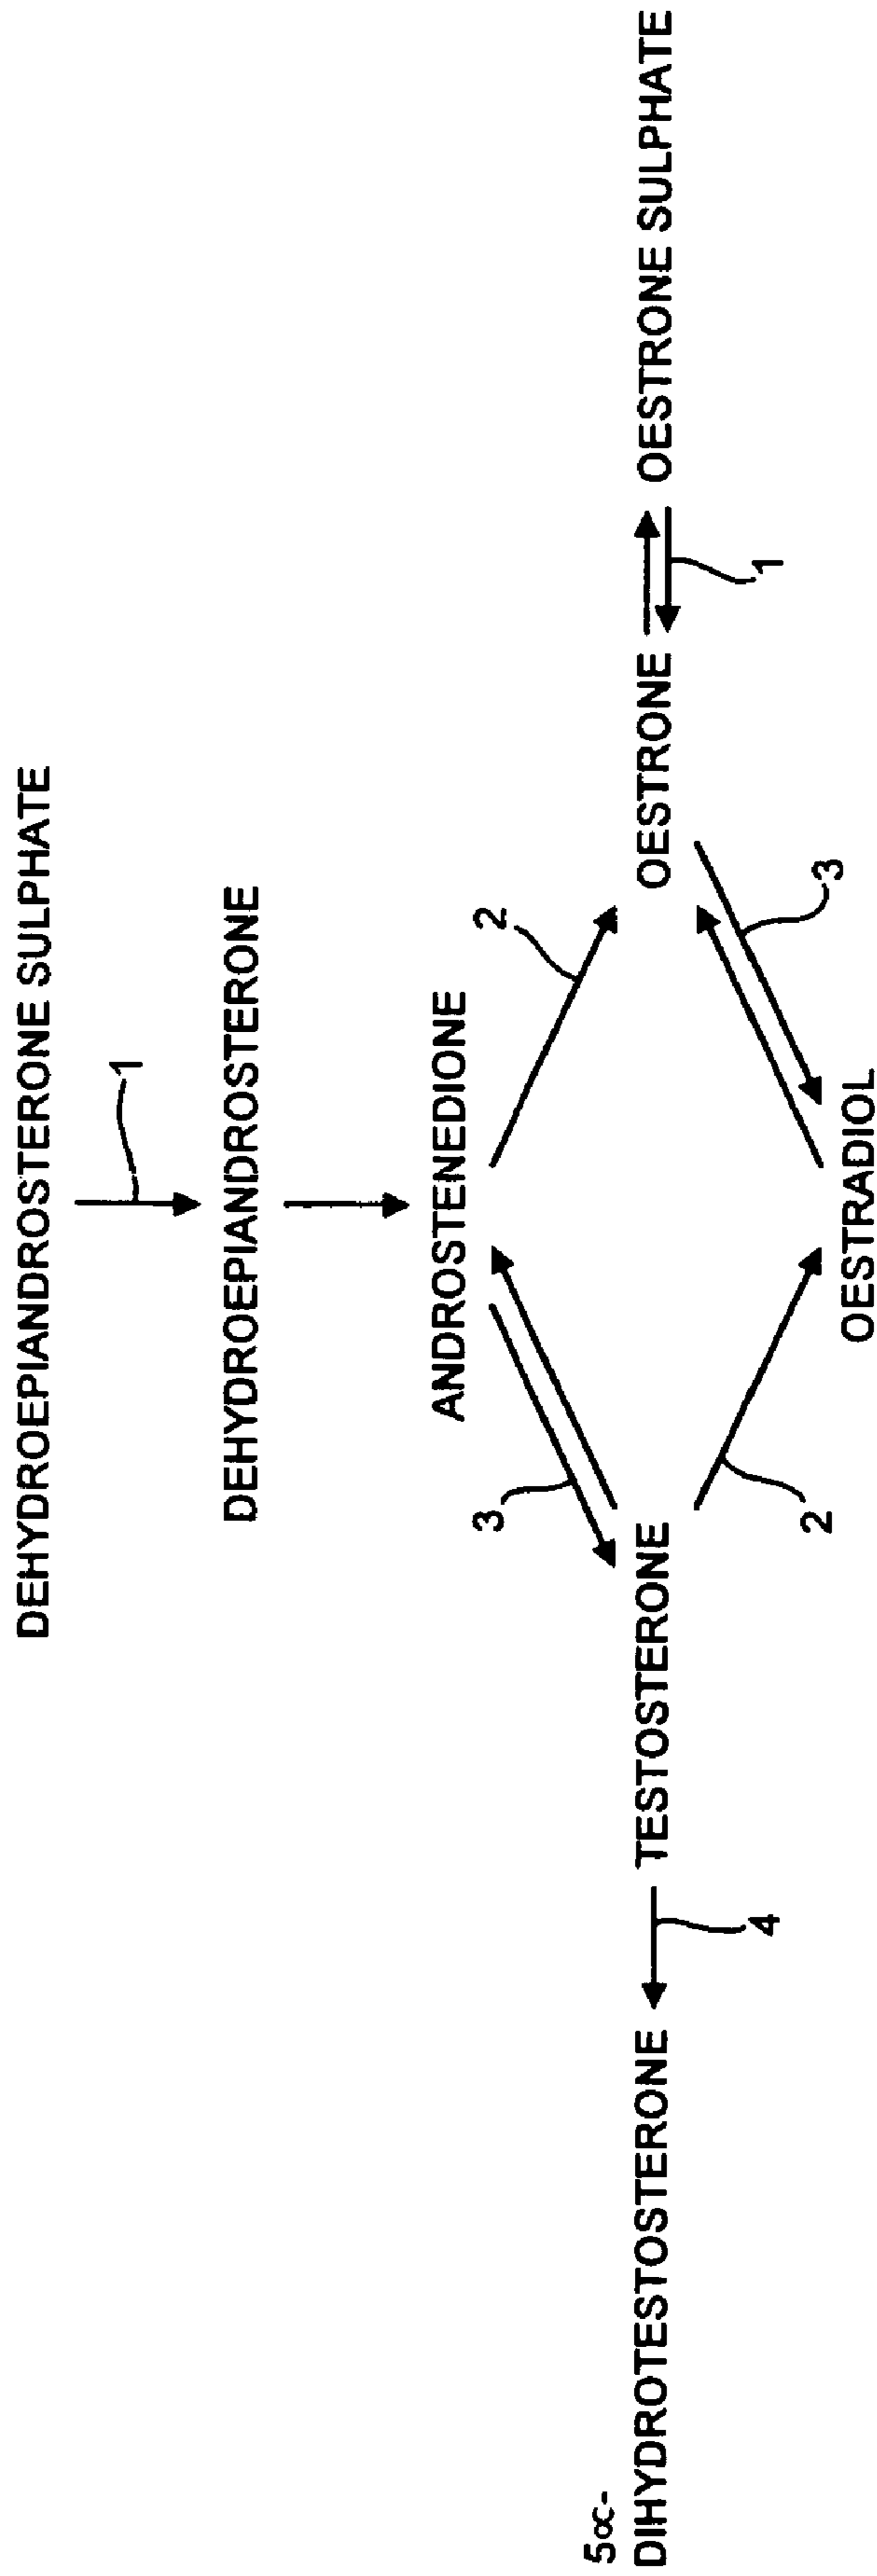 DEHYDROEPIANDROSTERONE SULPHATE
1
DEHYDROEPIANDROSTERONE
ANDROSTENEDIONE
3 2
5α-
DIHYDROTESTOSTERONE TESTOSTERONE OESTRONE OESTRONE SULPHATE
4 1
2 3
OESTRADIOL